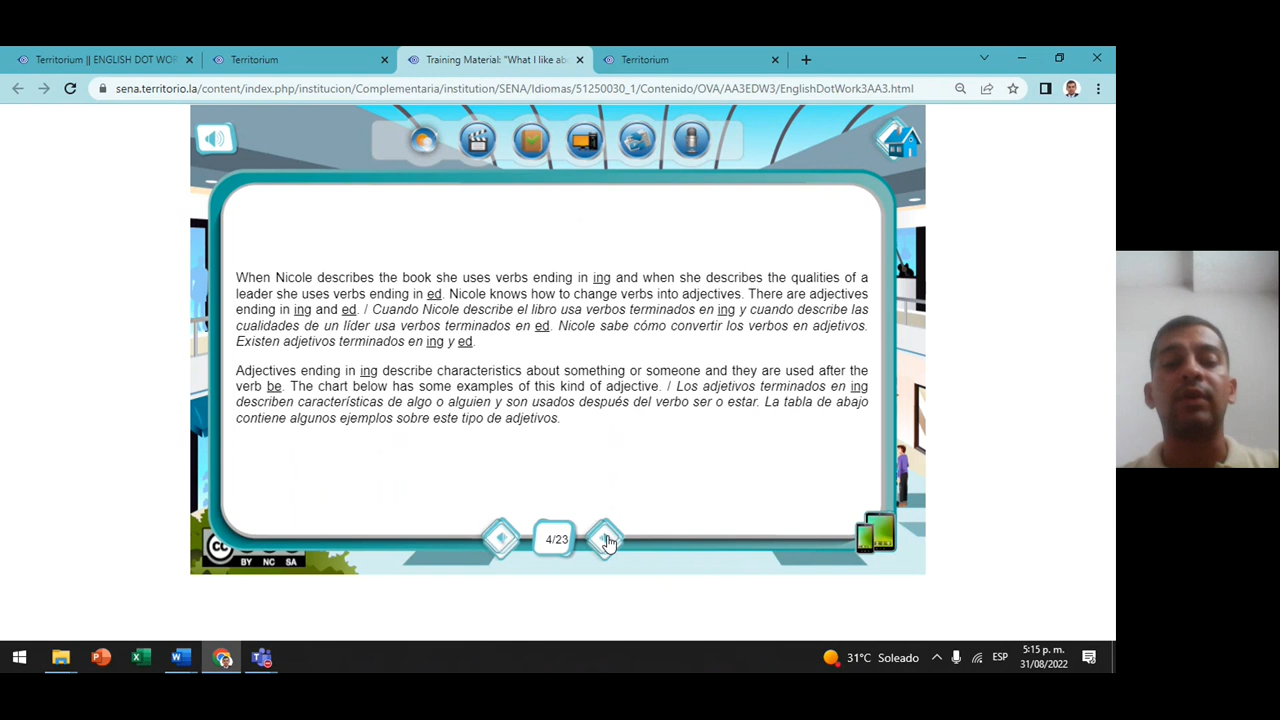 Territorium || ENGLISH DOT WOR
Territorium
Training Material: "What I like ab
Territorium
sena.territorio.la/content/index.php/institucion/Complementaria/institution/SENA/Idiomas/51250030_1/Contenido/OVA/AA3EDW3/EnglishDotWork3AA3.html
When Nicole describes the book she uses verbs ending in ing and when she describes the qualities of a
leader she uses verbs ending in ed. Nicole knows how to change verbs into adjectives. There are adjectives
ending in ing and ed. / Cuando Nicole describe el libro usa verbos terminados en ing y cuando describe las
cualidades de un líder usa verbos terminados en ed. Nicole sabe cómo convertir los verbos en adjetivos.
Existen adjetivos terminados en ing y ed.
Adjectives ending in ing describe characteristics about something or someone and they are used after the
verb be. The chart below has some examples of this kind of adjective. / Los adjetivos terminados en ing
describen características de algo o alguien y son usados después del verbo ser o estar. La tabla de abajo
contiene algunos ejemplos sobre este tipo de adjetivos.
4/23
cc
BY NC SA
31°C Soleado
ESP
5:15 p. m.
31/08/2022